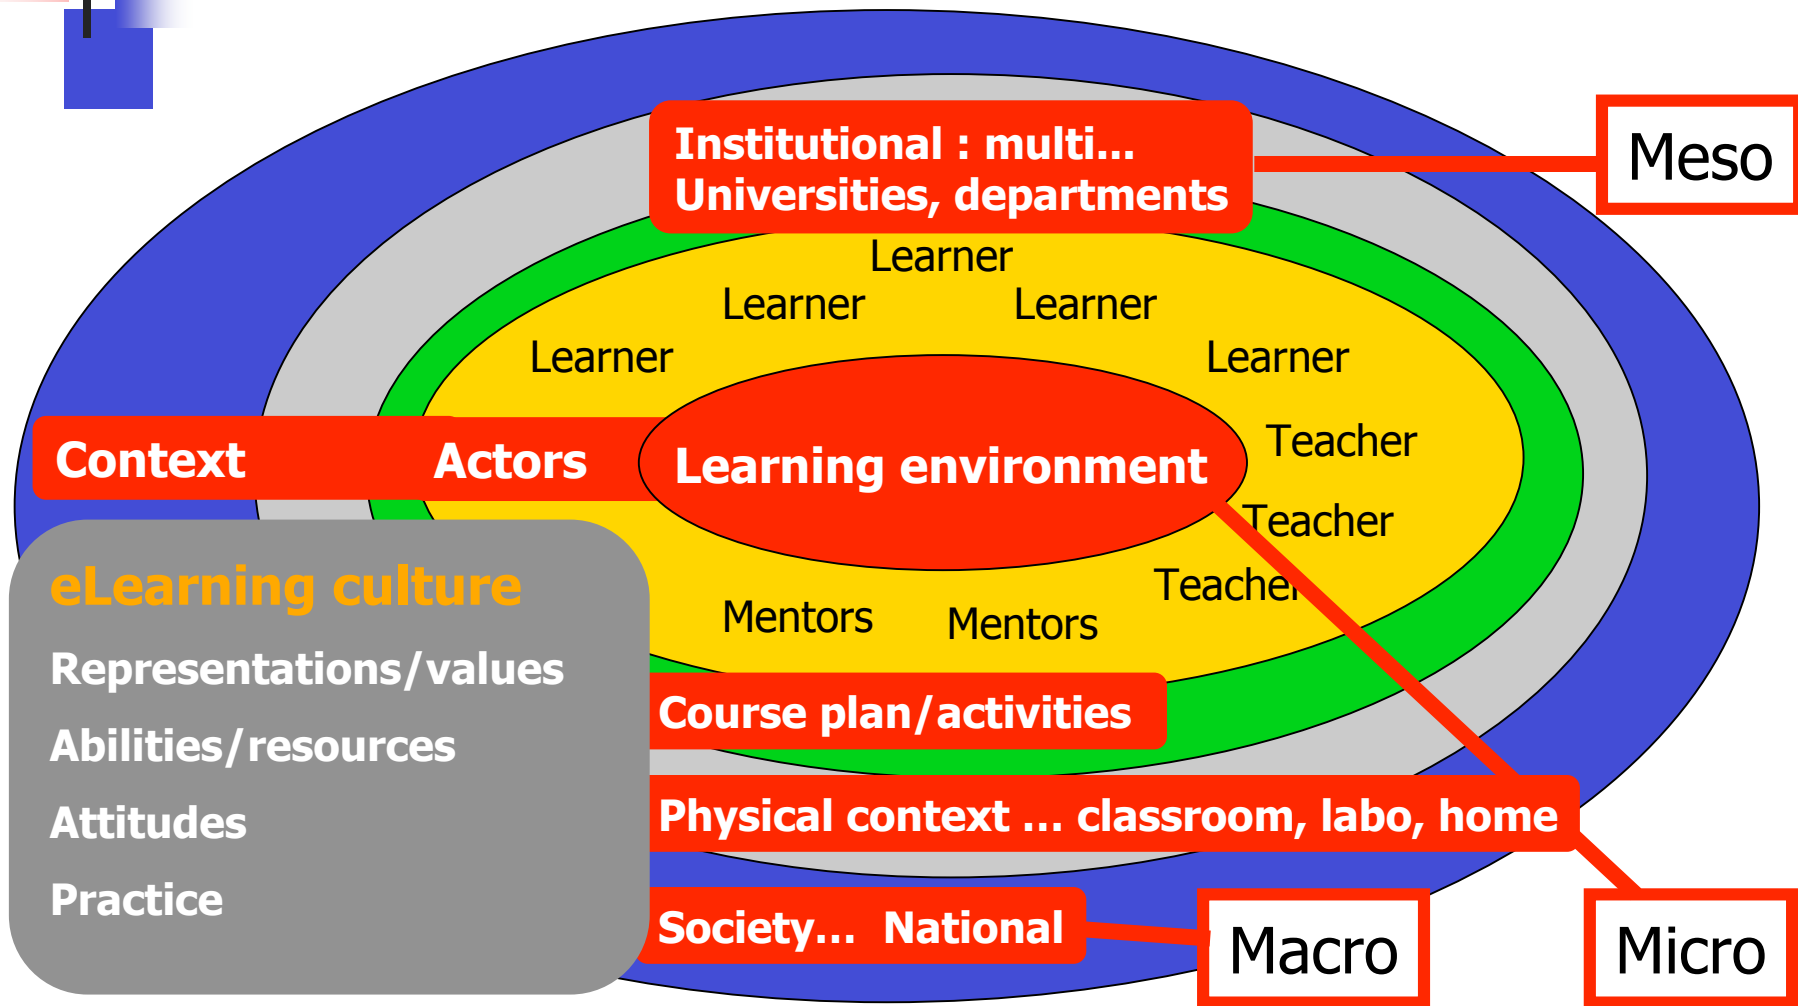 Institutional : multi...
Universities, departments
Meso
Learner
Learner
Learner
Learner
Learner
Context
Actors
Learning environment
Teacher
Teacher
Teacher
Mentors
Mentors
eLearning culture
Representations/values
Abilities/resources
Attitudes
Practice
Course plan/activities
Physical context ... classroom, labo, home
Society... National
Macro
Micro